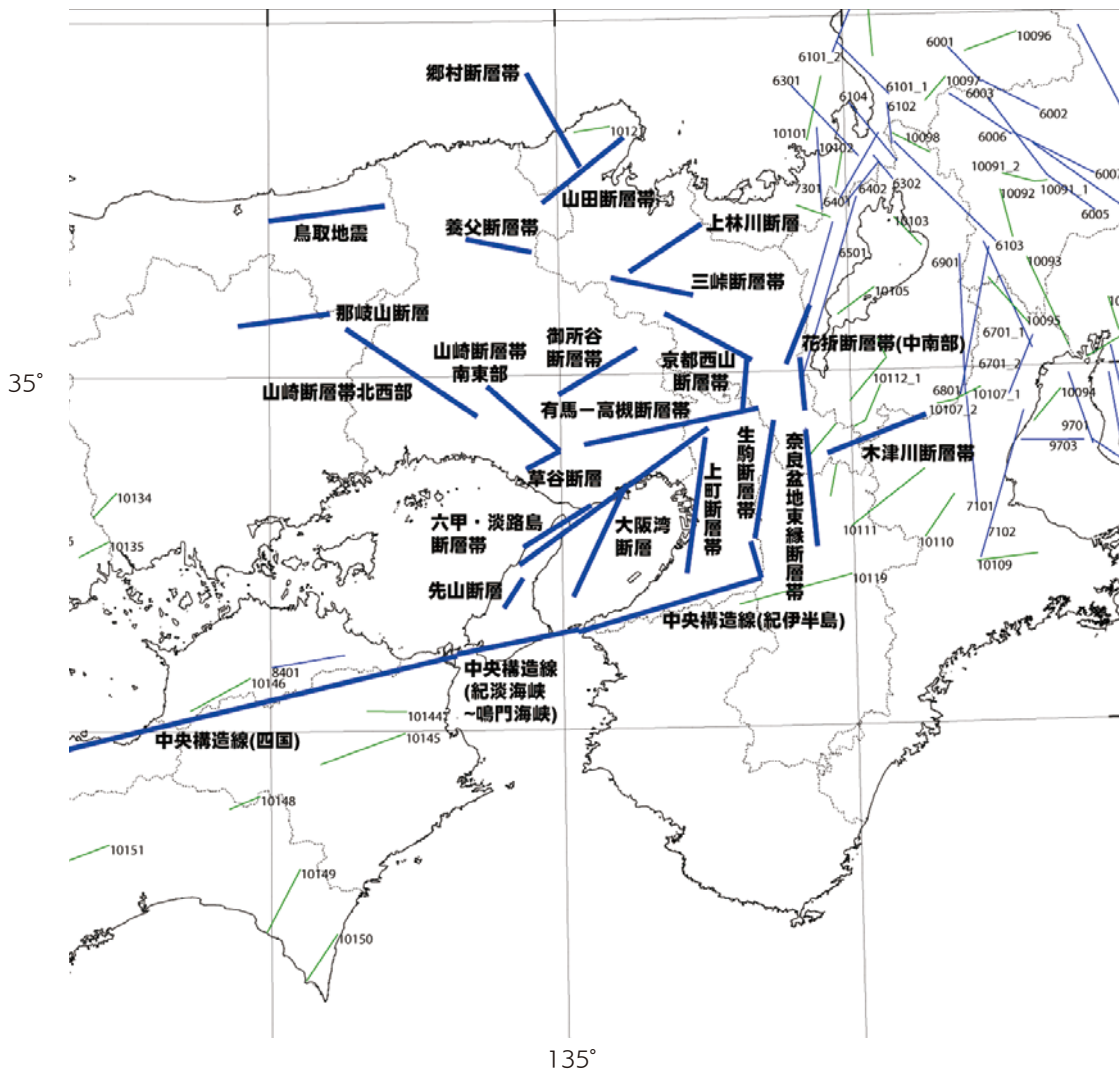 郷村断層帯
山田断層帯
鳥取地震
養父断層帯
上林川断層
三峠断層帯
那岐山断層
山崎断層帯北西部
山崎断層帯
南東部
御所谷
断層帯
京都西山
断層帯
花折断層帯(中南部)
有馬－高槻断層帯
草谷断層
六甲・淡路島
断層帯
先山断層
大阪湾
断層
上町断層帯
生駒断層帯
奈良盆地東縁断層帯
木津川断層帯
中央構造線(紀伊半島)
中央構造線
(紀淡海峡
~鳴門海峡)
中央構造線(四国)
35°
135°
6001
10096
6101_2
6301
6101_1
10097
6003
6104
6102
6002
10101
10102
10098
6006
10091_2
6007
7301
6401
6402
6302
10092
10091_1
6005
10103
6501
6103
6901
10093
10105
10095
6701_1
6701_2
10112_1
6801
10107_1
10107_2
10094
9701
9703
7101
7102
10111
10110
10109
10119
10134
10135
8401
10146
10144
10145
10148
10151
10149
10150